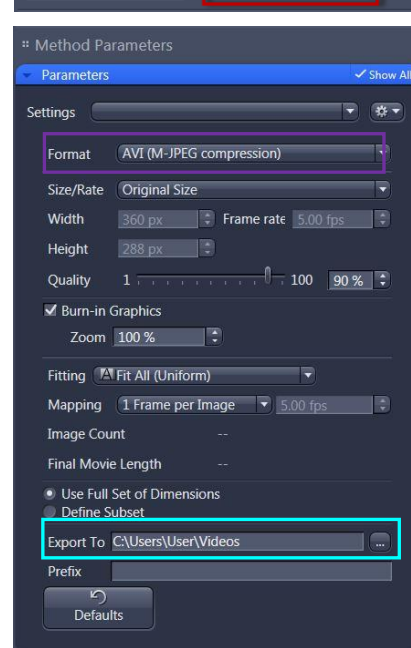 Method Parameters
Parameters Show All
Settings
Format AVI (M-JPEG compression)
Size/Rate Original Size
Width 360 px Frame rate 5.00 fps
Height 288 px
Quality 1 100 90 %
Burn-in Graphics
Zoom 100 %
Fitting A Fit All (Uniform)
Mapping 1 Frame per Image 5.00 fps
Image Count --
Final Movie Length --
Use Full Set of Dimensions
Define Subset
Export To C:\Users\User\Videos ...
Prefix
Defaults